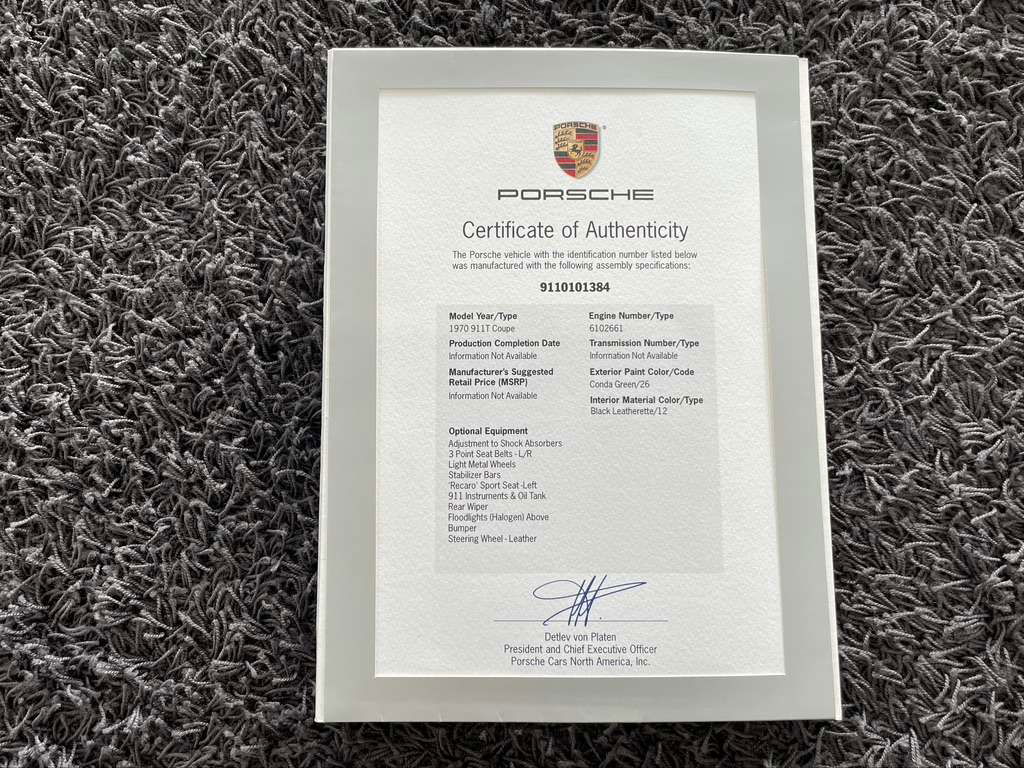 PORSCHE
®
PORSCHE
Certificate of Authenticity
The Porsche vehicle with the identification number listed below
was manufactured with the following assembly specifications:
9110101384
Model Year/Type
1970 911T Coupe
Production Completion Date
Information Not Available
Manufacturer's Suggested
Retail Price (MSRP)
Information Not Available
Engine Number/Type
6102661
Transmission Number/Type
Information Not Available
Exterior Paint Color/Code
Conda Green/26
Interior Material Color/Type
Black Leatherette/12
Optional Equipment
Adjustment to Shock Absorbers
3 Point Seat Belts - L/R
Light Metal Wheels
Stabilizer Bars
'Recaro' Sport Seat -Left
911 Instruments & Oil Tank
Rear Wiper
Floodlights (Halogen) Above
Bumper
Steering Wheel - Leather
Detlev von Platen
President and Chief Executive Officer
Porsche Cars North America, Inc.